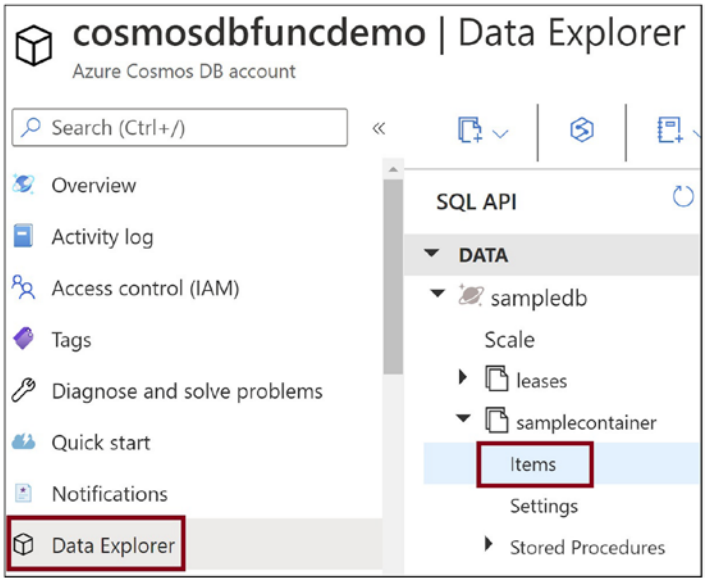 cosmosdbfuncdemo | Data Explorer
Azure Cosmos DB account
Search (Ctrl+/)
«
Overview
Activity log
Access control (IAM)
Tags
Diagnose and solve problems
Quick start
Notifications
Data Explorer
SQL API
DATA
sampledb
Scale
leases
samplecontainer
Items
Settings
Stored Procedures